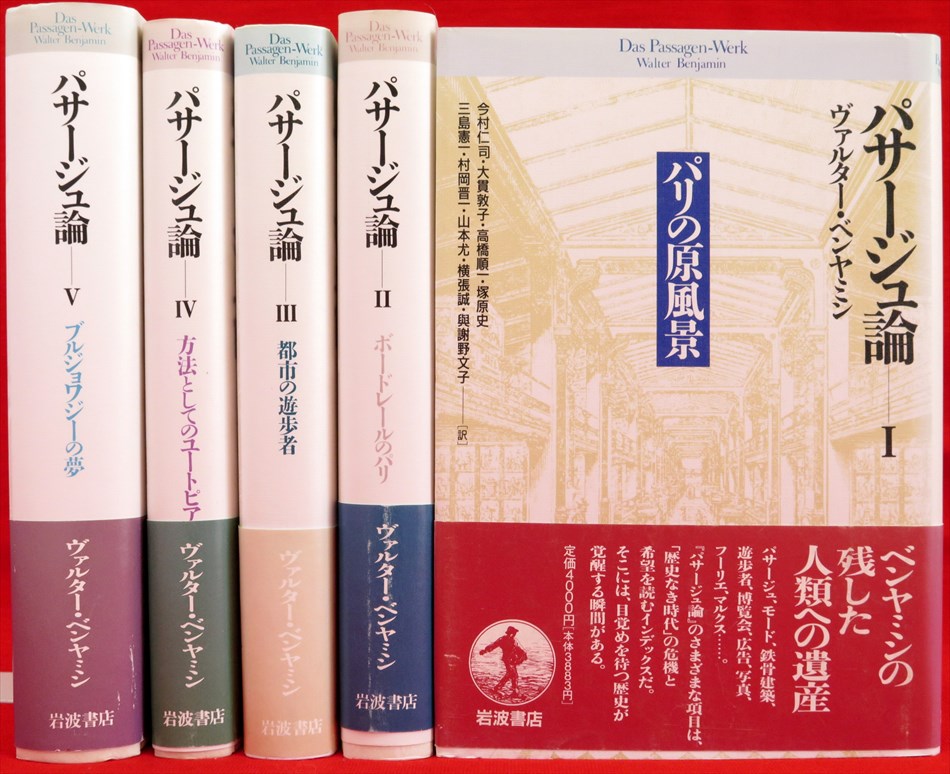 Das
Passagen-Werk
Walter Benjamin
パサージュ論
V
ブルジョワジーの夢
ヴァルター・ベンヤミン
岩波書店
Das
Passagen-Werk
Walter Benjamin
パサージュ論
IV
方法としてのユートピア
ヴァルター・ベンヤミン
岩波書店
Das
Passagen-Werk
Walter Benjamin
パサージュ論
III
都市の遊歩者
ヴァルター・ベンヤミン
岩波書店
Das
Passagen-Werk
Walter Benjamin
パサージュ論
II
ボードレールのパリ
ヴァルター・ベンヤミン
岩波書店
Das Passagen-Werk
Walter Benjamin
パサージュ論 I
ヴァルター・ベンヤミン
パリの原風景
今村仁司・大貫敦子・高橋順一・塚原史
三島憲一・村岡晋一・山本尤・横張誠・與謝野文子[訳]
ベンヤミンの
残した
人類への遺産
パサージュ、モード、鉄骨建築、
遊歩者、博覧会、広告、写真、
フーリエ、マルクス……。
『パサージュ論』のさまざまな項目は、
「歴史なき時代」の危機と
希望を読むインデックスだ。
そこには、目覚めを待つ歴史が
覚醒する瞬間がある。
定価4000円[本体3883円]
岩波書店